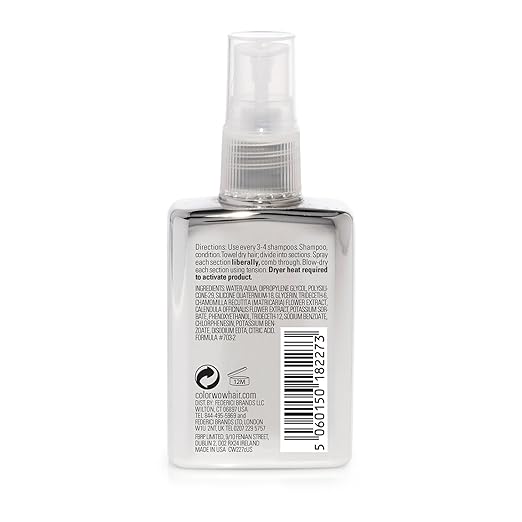 Directions: Use every 3-4 shampoos. Shampoo,
condition. Towel dry hair; divide into sections. Spray
each section liberally, comb through. Blow-dry
each section using tension. Dryer heat required
to activate product.
INGREDIENTS: WATER/AQUA, DIPROPYLENE GLYCOL, POLYSILI-
CONE-29, SILICONE QUATERNIUM-18, GLYCERIN, TRIDECETH-6,
CHAMOMILLA RECUTITA (MATRICARIA) FLOWER EXTRACT,
CALENDULA OFFICINALIS FLOWER EXTRACT, POTASSIUM SOR-
BATE, PHENOXYETHANOL, TRIDECETH-12, SODIUM BENZOATE,
CHLORPHENESIN, POTASSIUM BEN-
ZOATE, DISODIUM EDTA, CITRIC ACID.
FORMULA #703-2
12M
colorwowhair.com
DIST. BY: FEDERICI BRANDS LLC
WILTON, CT 06897 USA
TEL 844-495-5969 and
FEDERICI BRANDS LTD, LONDON
W1U 2NT, UK. TEL 0207 229 5757
FBRP LIMITED, 9/10 FENIAN STREET,
DUBLIN 2, D02 RX24 IRELAND
MADE IN USA CW227dUS
5 060150 182273